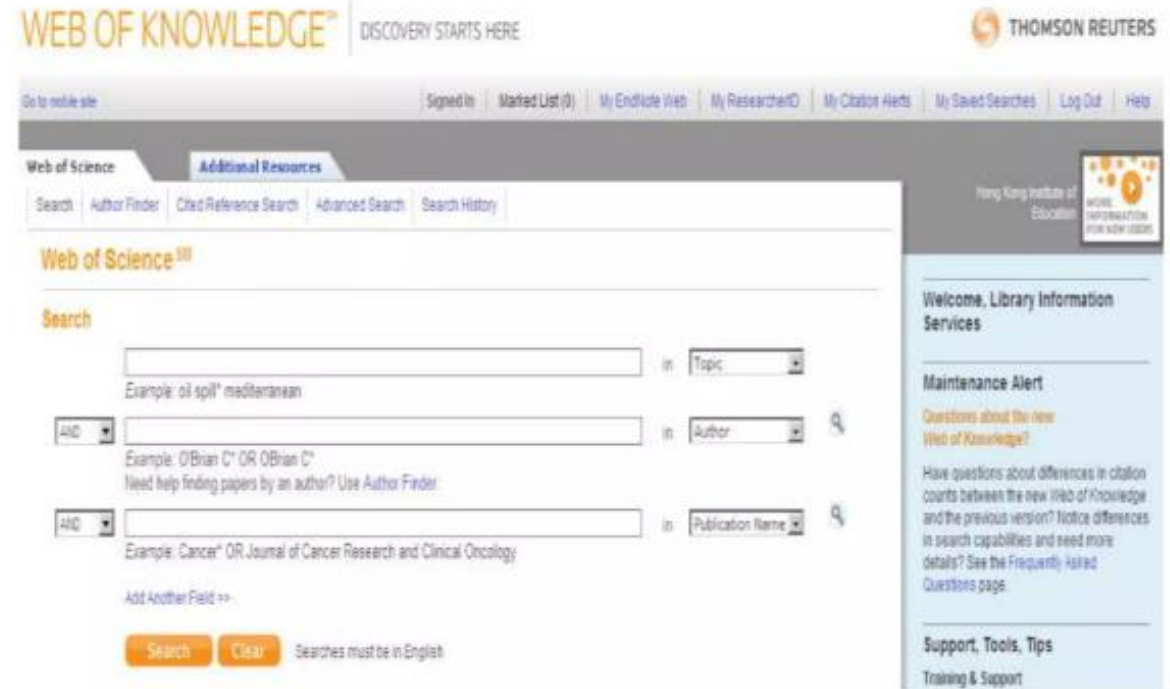 WEB OF KNOWLEDGE℠ DISCOVERY STARTS HERE
THOMSON REUTERS
Go to mobile site Signed In Marked List (0) My EndNote Web My ResearcherID My Citation Alerts My Saved Searches Log Out Help
Web of Science Additional Resources
Hong Kong Institute of
Education
MORE
INFORMATION
FOR NEW USERS
Search Author Finder Cited Reference Search Advanced Search Search History
Web of Science
Search
in Topic
Example: oil spill* mediterranean
AND in Author
Example: O'Brian C* OR OBrian C*
Need help finding papers by an author? Use Author Finder.
AND in Publication Name
Example: Cancer* OR Journal of Cancer Research and Clinical Oncology
Add Another Field >>
Search Clear Searches must be in English
Welcome, Library Information
Services
Maintenance Alert
Questions about the new
Web of Knowledge?
Have questions about differences in citation
counts between the new Web of Knowledge
and the previous version? Notice differences
in search capabilities and need more
details? See the Frequently Asked
Questions page.
Support, Tools, Tips
Training & Support